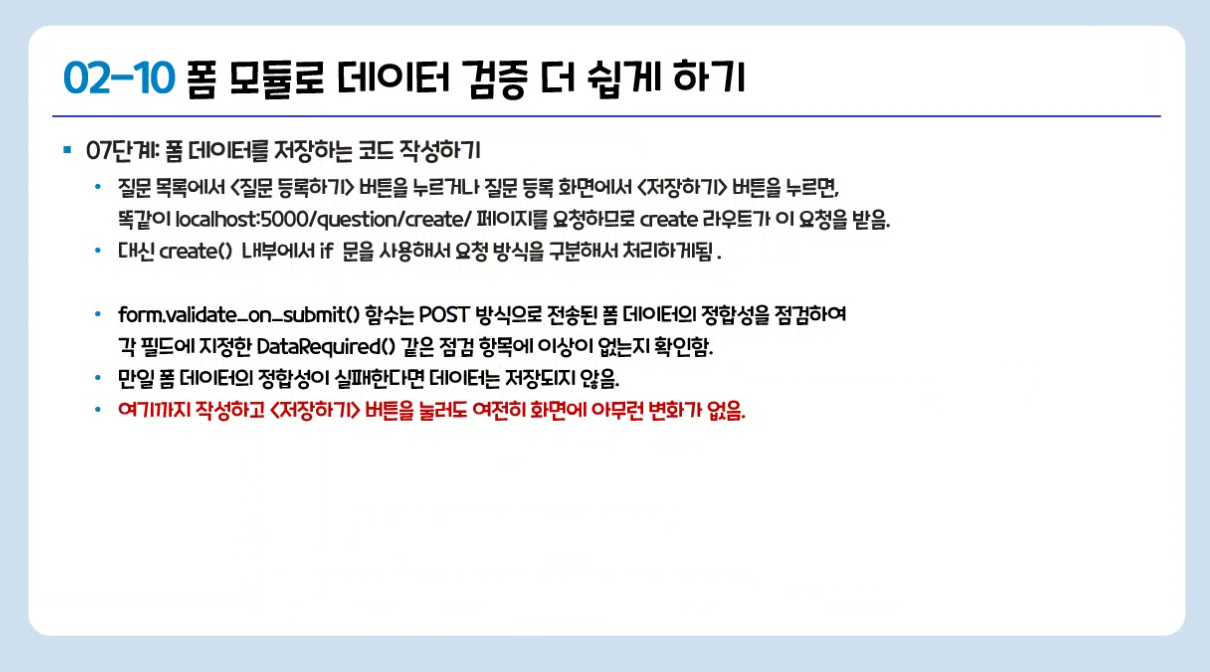 02-10 폼 모듈로 데이터 검증 더 쉽게 하기
07단계: 폼 데이터를 저장하는 코드 작성하기
질문 목록에서 <질문 등록하기> 버튼을 누르거나 질문 등록 화면에서 <저장하기> 버튼을 누르면,
똑같이 localhost:5000/question/create/ 페이지를 요청하므로 create 라우트가 이 요청을 받음.
대신 create() 내부에서 if 문을 사용해서 요청 방식을 구분해서 처리하게됨 .
form.validate_on_submit() 함수는 POST 방식으로 전송된 폼 데이터의 정합성을 점검하여
각 필드에 지정한 DataRequired() 같은 점검 항목에 이상이 없는지 확인함.
만일 폼 데이터의 정합성이 실패한다면 데이터는 저장되지 않음.
여기까지 작성하고 <저장하기> 버튼을 눌러도 여전히 화면에 아무런 변화가 없음.